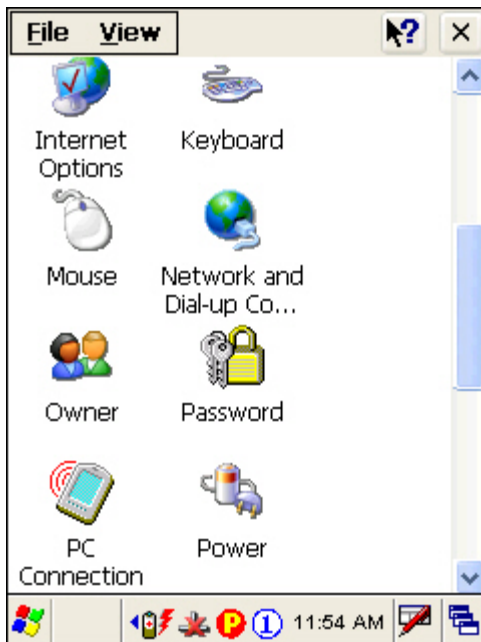 File View ?
Internet Options Keyboard
Mouse Network and Dial-up Co...
Owner Password
PC Connection Power
P 1 11:54 AM